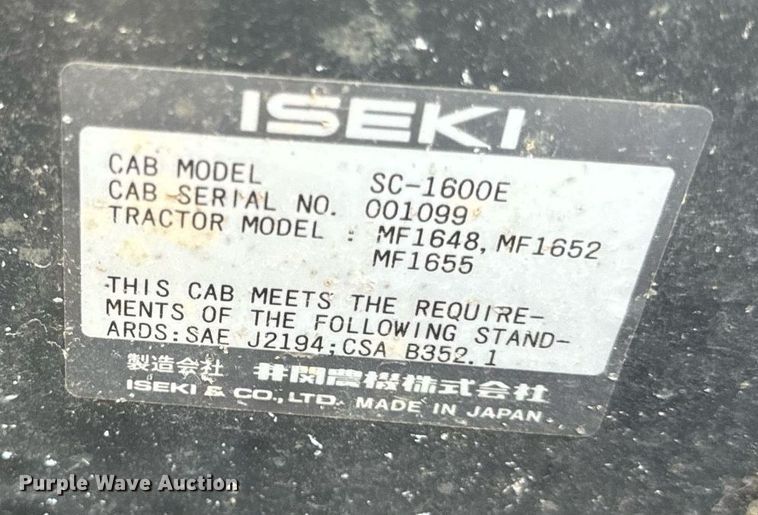 ISEKI
CAB MODEL SC-1600E
CAB SERIAL NO. 001099
TRACTOR MODEL : MF1648, MF1652
MF1655
THIS CAB MEETS THE REQUIRE-
MENTS OF THE FOLLOWING STAND-
ARDS:SAE J2194;CSA B352.1
製造会社 井関農機株式会社
ISEKI & CO., LTD. MADE IN JAPAN
Purple Wave Auction